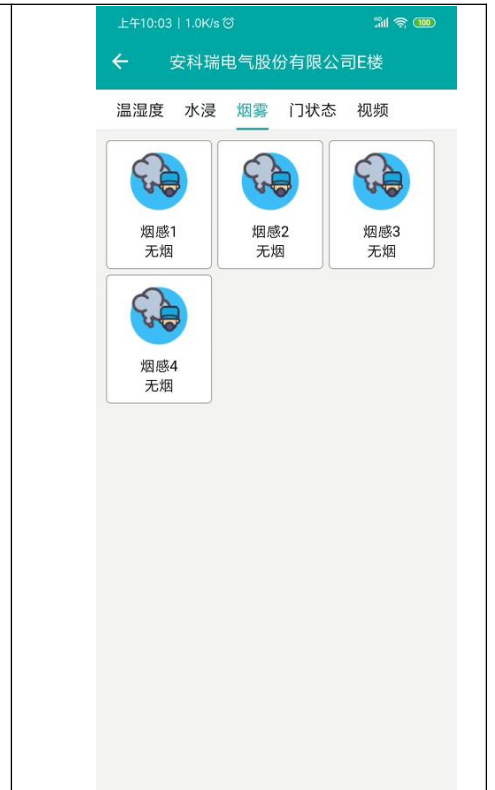 上午10:03 | 1.0K/s
HD
100
安科瑞电气股份有限公司E楼
温湿度 水浸 烟雾 门状态 视频
烟感1 烟感2 烟感3
无烟 无烟 无烟
烟感4
无烟